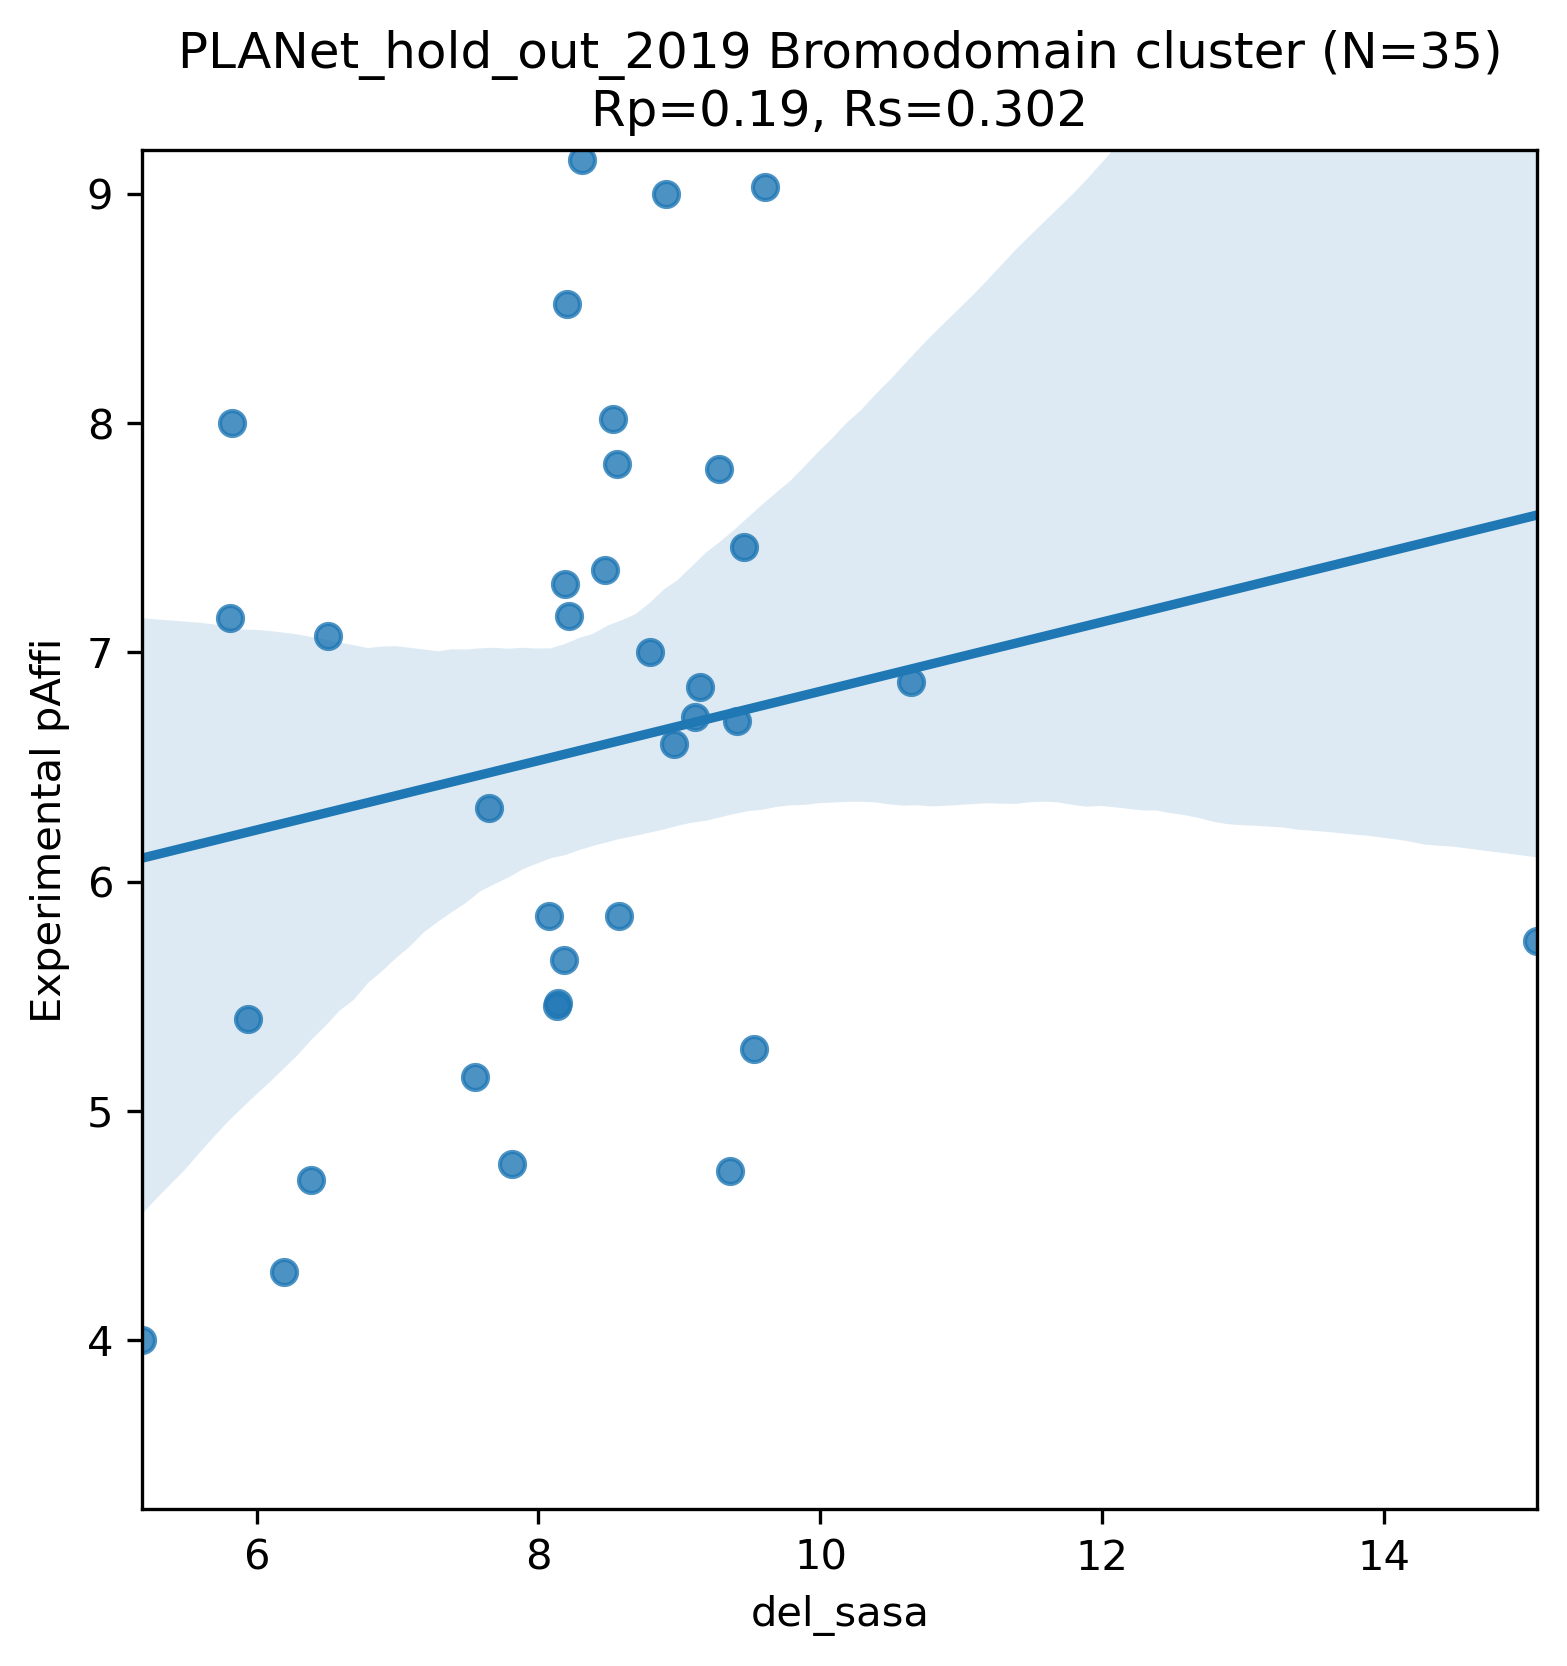 PLANet_hold_out_2019 Bromodomain cluster (N=35)
Rp=0.19, Rs=0.302
9
8
7
6
5
4
Experimental pAffi
6 8 10 12 14
del_sasa